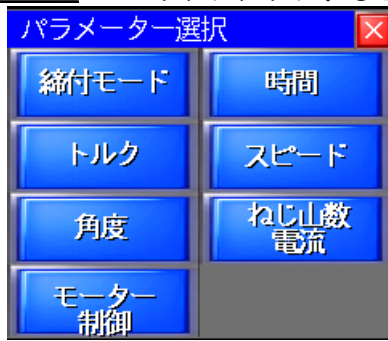 パラメーター選択
締付モード
時間
トルク
スピード
角度
ねじ山数
電流
モーター
制御